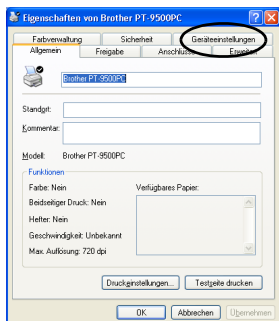 Eigenschaften von Brother PT-9500PC
Farbverwaltung Sicherheit Geräteeinstellungen
Allgemein Freigabe Anschlüsse Erweitert
Brother PT-9500PC
Standort:
Kommentar:
Modell: Brother PT-9500PC
Funktionen
Farbe: Nein Verfügbares Papier:
Beidseitiger Druck: Nein
Hefter: Nein
Geschwindigkeit: Unbekannt
Max. Auflösung: 720 dpi
Druckeinstellungen... Testseite drucken
OK Abbrechen Übernehmen